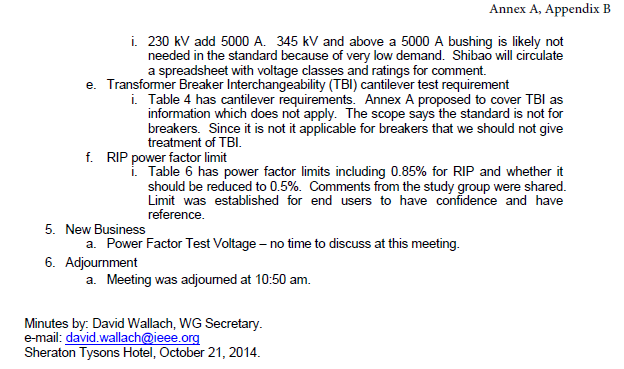 Annex A, Appendix B
i. 230 kV add 5000 A. 345 kV and above a 5000 A bushing is likely not
needed in the standard because of very low demand. Shibao will circulate
a spreadsheet with voltage classes and ratings for comment.
e. Transformer Breaker Interchangeability (TBI) cantilever test requirement
i. Table 4 has cantilever requirements. Annex A proposed to cover TBI as
information which does not apply. The scope says the standard is not for
breakers. Since it is not it applicable for breakers that we should not give
treatment of TBI.
f. RIP power factor limit
i. Table 6 has power factor limits including 0.85% for RIP and whether it
should be reduced to 0.5%. Comments from the study group were shared.
Limit was established for end users to have confidence and have
reference.
5. New Business
a. Power Factor Test Voltage – no time to discuss at this meeting.
6. Adjournment
a. Meeting was adjourned at 10:50 am.
Minutes by: David Wallach, WG Secretary.
e-mail: david.wallach@ieee.org
Sheraton Tysons Hotel, October 21, 2014.